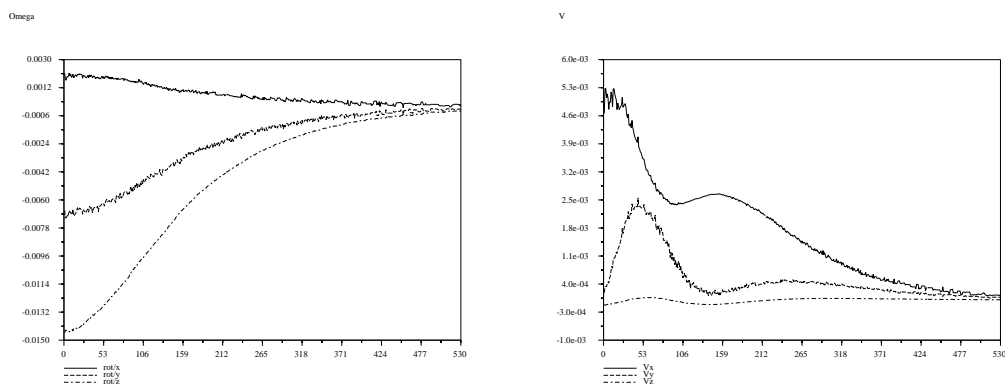 Omega
0.0030
0.0012
-0.0006
-0.0024
-0.0042
-0.0060
-0.0078
-0.0096
-0.0114
-0.0132
-0.0150
0 53 106 159 212 265 318 371 424 477 530
rot/x
rot/y
rot/z
V
6.0e-03
5.3e-03
4.6e-03
3.9e-03
3.2e-03
2.5e-03
1.8e-03
1.1e-03
4.0e-04
-3.0e-04
-1.0e-03
0 53 106 159 212 265 318 371 424 477 530
Vx
Vy
Vz